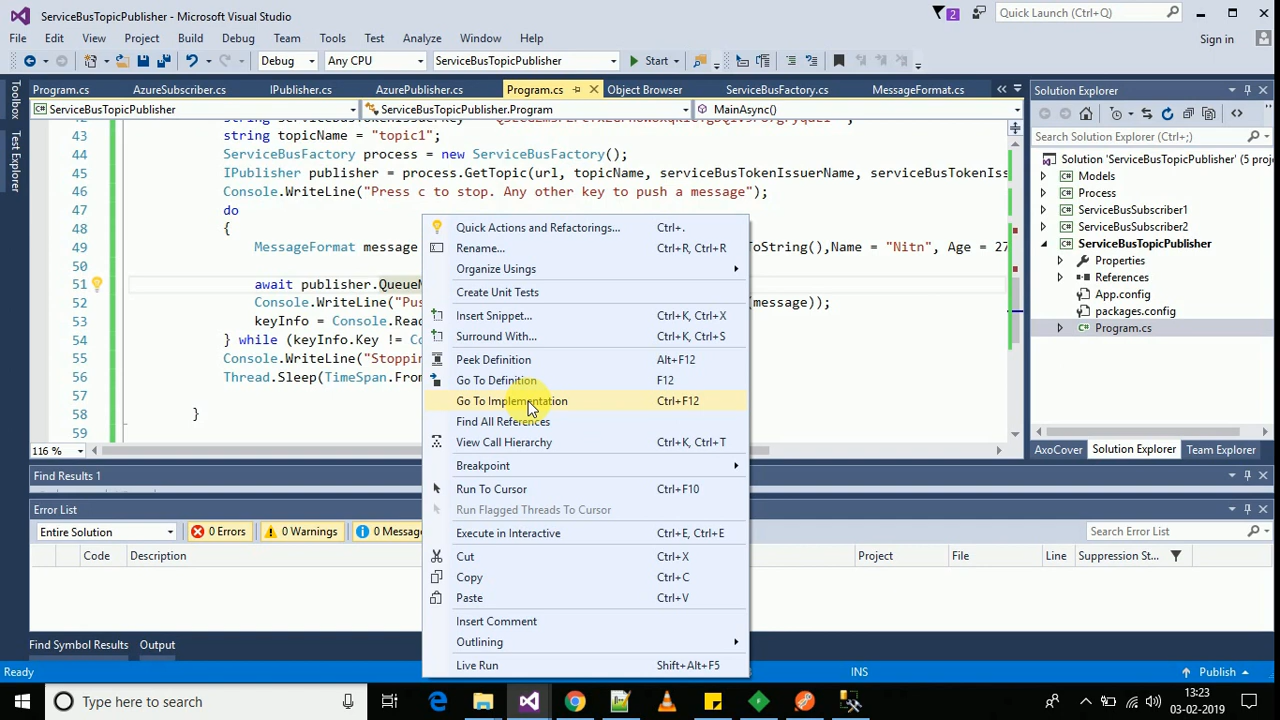 ServiceBusTopicPublisher - Microsoft Visual Studio
2
Quick Launch (Ctrl+Q)
File Edit View Project Build Debug Team Tools Test Analyze Window Help
Sign in
Debug Any CPU ServiceBusTopicPublisher Start
Toolbox
Test Explorer
Program.cs AzureSubscriber.cs IPublisher.cs AzurePublisher.cs Program.cs Object Browser ServiceBusFactory.cs MessageFormat.cs
ServiceBusTopicPublisher ServiceBusTopicPublisher.Program MainAsync()
43 string topicName = "topic1";
44 ServiceBusFactory process = new ServiceBusFactory();
45 IPublisher publisher = process.GetTopic(url, topicName, serviceBusTokenIssuerName, serviceBusTokenIssu
46 Console.WriteLine("Press c to stop. Any other key to push a message");
47 do
48 {
49 MessageFormat message ToString(),Name = "Nitn", Age = 27
50
51 await publisher.Queue
52 Console.WriteLine("Pu (message));
53 keyInfo = Console.Rea
54 } while (keyInfo.Key != Co
55 Console.WriteLine("Stoppin
56 Thread.Sleep(TimeSpan.From
57
58 }
59
116 %
Quick Actions and Refactorings... Ctrl+.
Rename... Ctrl+R, Ctrl+R
Organize Usings
Create Unit Tests
Insert Snippet... Ctrl+K, Ctrl+X
Surround With... Ctrl+K, Ctrl+S
Peek Definition Alt+F12
Go To Definition F12
Go To Implementation Ctrl+F12
Find All References
View Call Hierarchy Ctrl+K, Ctrl+T
Breakpoint
Run To Cursor Ctrl+F10
Run Flagged Threads To Cursor
Execute in Interactive Ctrl+E, Ctrl+E
Cut Ctrl+X
Copy Ctrl+C
Paste Ctrl+V
Insert Comment
Outlining
Live Run Shift+Alt+F5
Solution Explorer
Search Solution Explorer (Ctrl+;)
Solution 'ServiceBusTopicPublisher' (5 proj
Models
Process
ServiceBusSubscriber1
ServiceBusSubscriber2
ServiceBusTopicPublisher
Properties
References
App.config
packages.config
Program.cs
AxoCover Solution Explorer Team Explorer
Find Results 1
Error List
Entire Solution 0 Errors 0 Warnings 0 Message
Search Error List
Code Description Project File Line Suppression St...
Find Symbol Results Output
Ready INS Publish
Type here to search
13:23
03-02-2019